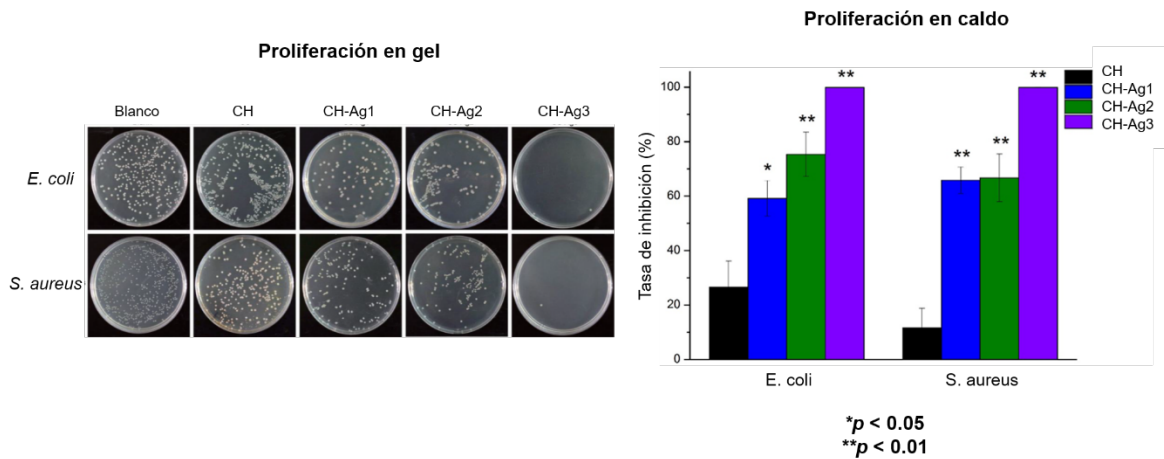 Proliferación en gel
Blanco CH CH-Ag1 CH-Ag2 CH-Ag3
E. coli
S. aureus
Proliferación en caldo
CH
CH-Ag1
CH-Ag2
CH-Ag3
Tasa de inhibición (%)
100
80
60
40
20
0
** ** * ** ** **
E. coli S. aureus
*p < 0.05
**p < 0.01